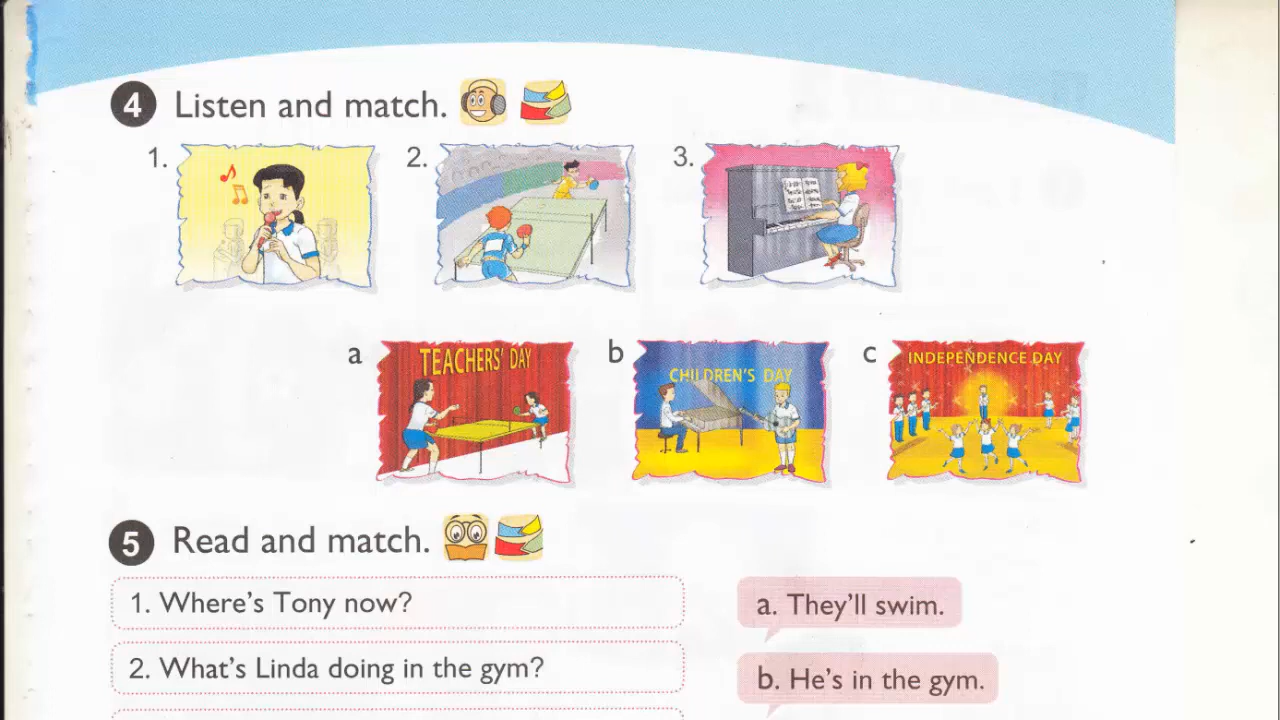 4 Listen and match.
1. 2. 3.
a b c
TEACHERS' DAY
CHILDREN'S DAY
INDEPENDENCE DAY
5 Read and match.
1. Where's Tony now?
a. They'll swim.
2. What's Linda doing in the gym?
b. He's in the gym.